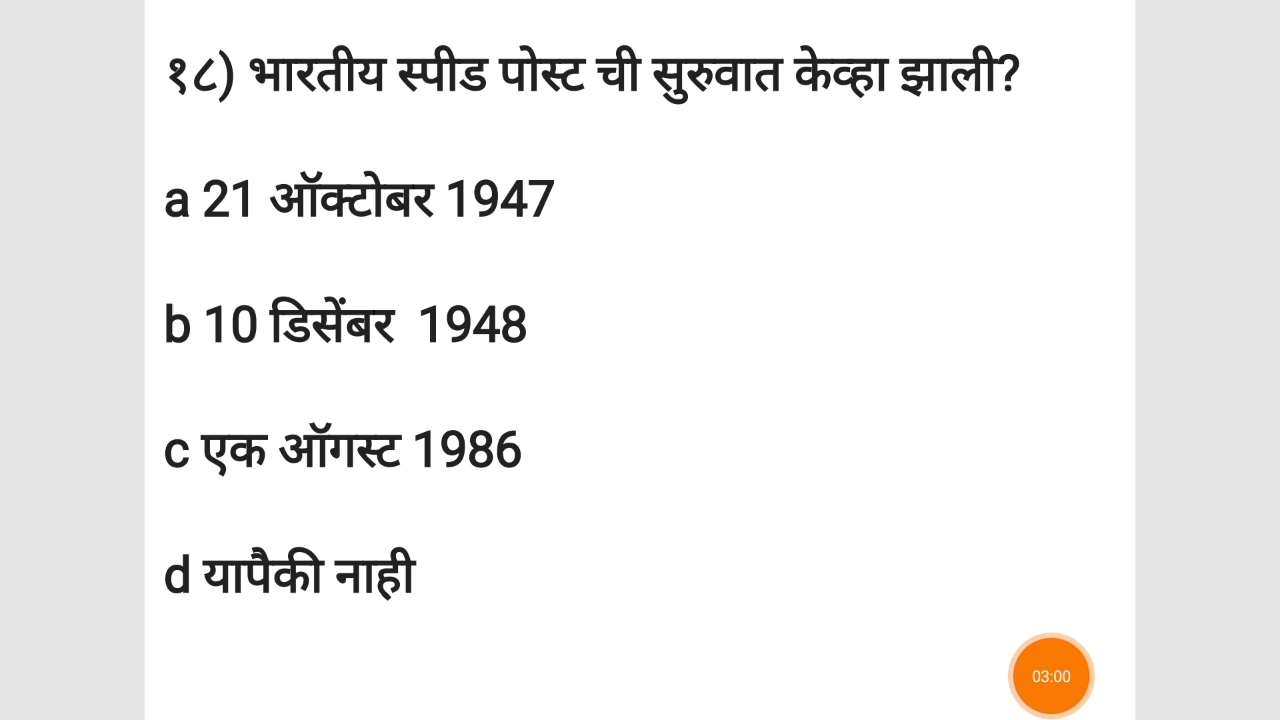 १८) भारतीय स्पीड पोस्ट ची सुरुवात केव्हा झाली?
a 21 ऑक्टोबर 1947
b 10 डिसेंबर 1948
c एक ऑगस्ट 1986
d यापैकी नाही
03:00